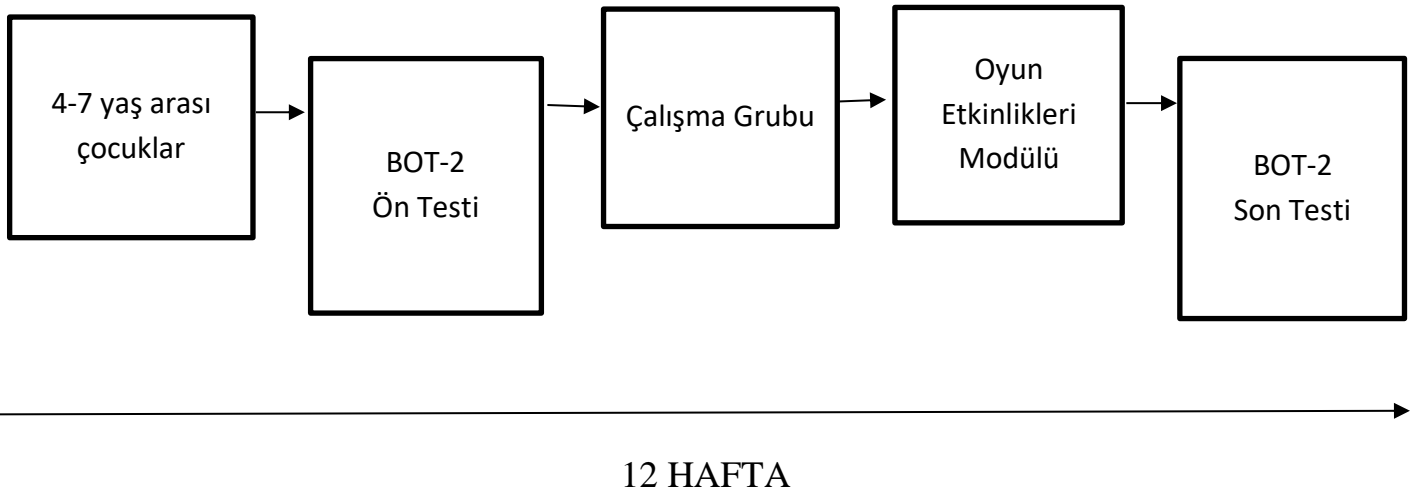 4-7 yaş arası
çocuklar
BOT-2
Ön Testi
Çalışma Grubu
Oyun
Etkinlikleri
Modülü
BOT-2
Son Testi
12 HAFTA